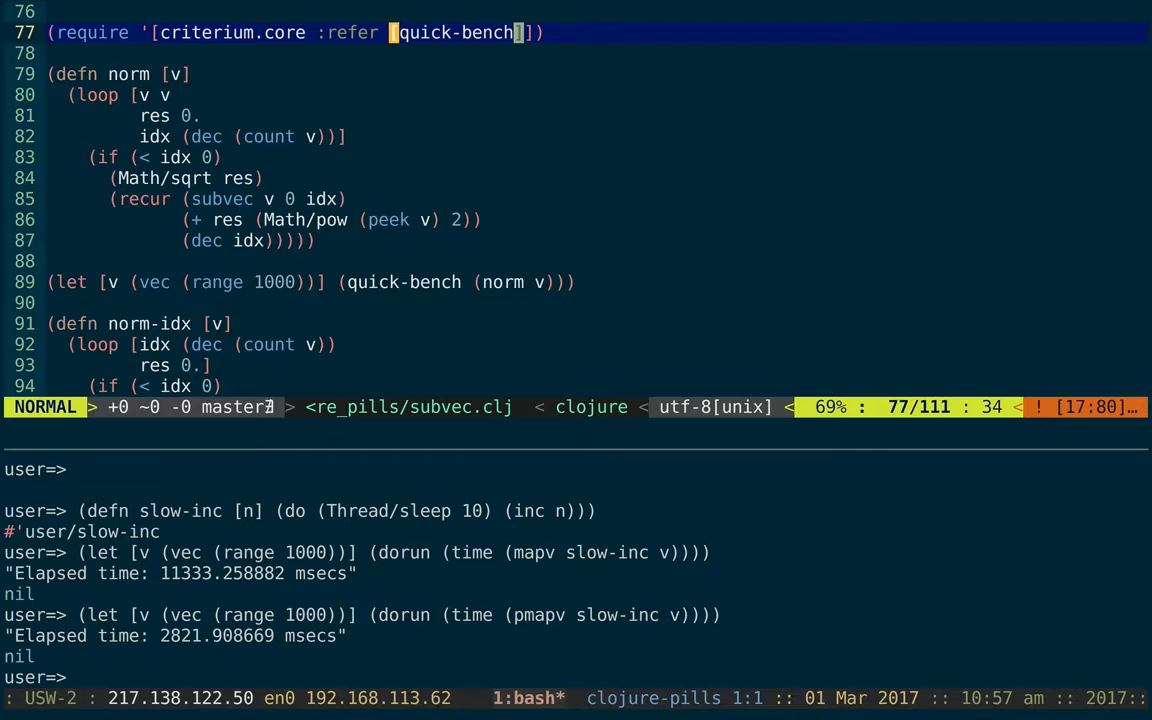 76
77 (require '[criterium.core :refer [quick-bench]])
78
79 (defn norm [v]
80   (loop [v v
81          res 0.
82          idx (dec (count v))]
83     (if (< idx 0)
84       (Math/sqrt res)
85       (recur (subvec v 0 idx)
86              (+ res (Math/pow (peek v) 2))
87              (dec idx)))))
88
89 (let [v (vec (range 1000))] (quick-bench (norm v)))
90
91 (defn norm-idx [v]
92   (loop [idx (dec (count v))
93          res 0.]
94     (if (< idx 0)
NORMAL > +0 ~0 -0 master∄ > <re_pills/subvec.clj < clojure < utf-8[unix] < 69% : 77/111 : 34 < ! [17:80]…
user=>
user=> (defn slow-inc [n] (do (Thread/sleep 10) (inc n)))
#'user/slow-inc
user=> (let [v (vec (range 1000))] (dorun (time (mapv slow-inc v))))
"Elapsed time: 11333.258882 msecs"
nil
user=> (let [v (vec (range 1000))] (dorun (time (pmapv slow-inc v))))
"Elapsed time: 2821.908669 msecs"
nil
user=>
: USW-2 : 217.138.122.50 en0 192.168.113.62 1:bash* clojure-pills 1:1 :: 01 Mar 2017 :: 10:57 am :: 2017::